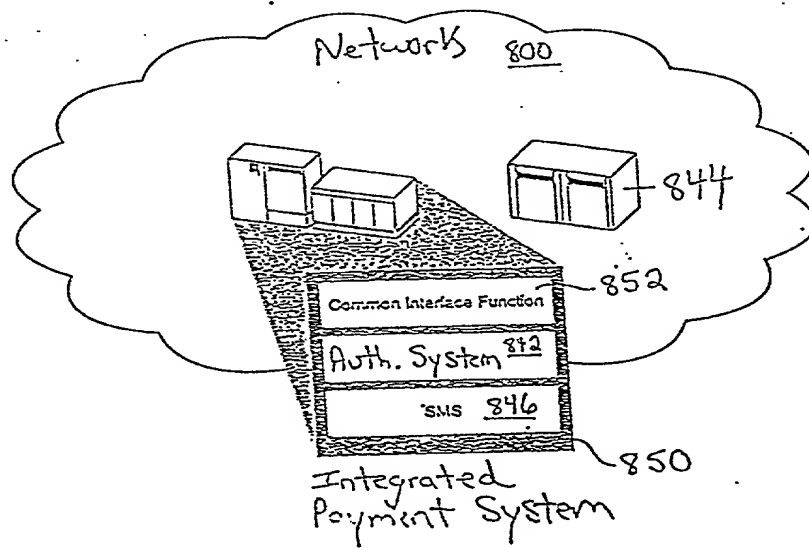 Network 800
844
852
Common Interface Function
Auth. System 842
SMS 846
850
Integrated
Payment System